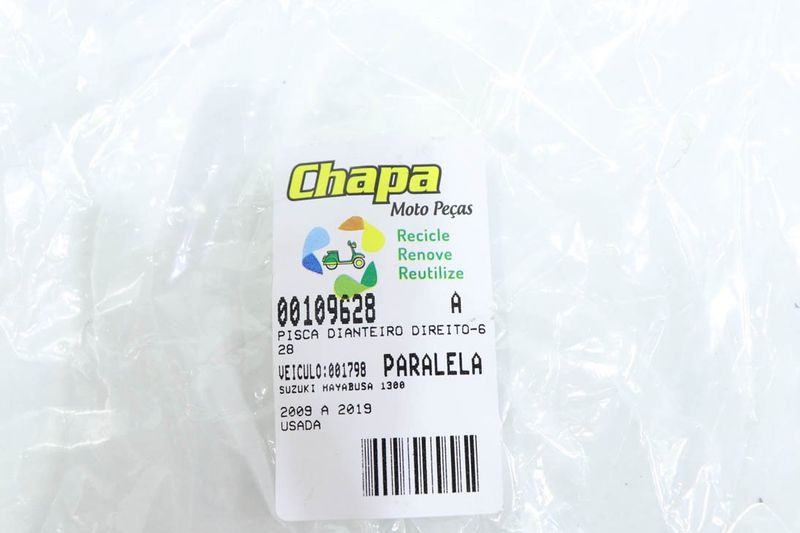 Chapa
Moto Peças
Recicle
Renove
Reutilize
00109628 A
PISCA DIANTEIRO DIREITO-6
28
VEICULO:001798 PARALELA
SUZUKI HAYABUSA 1300
2009 A 2019
USADA